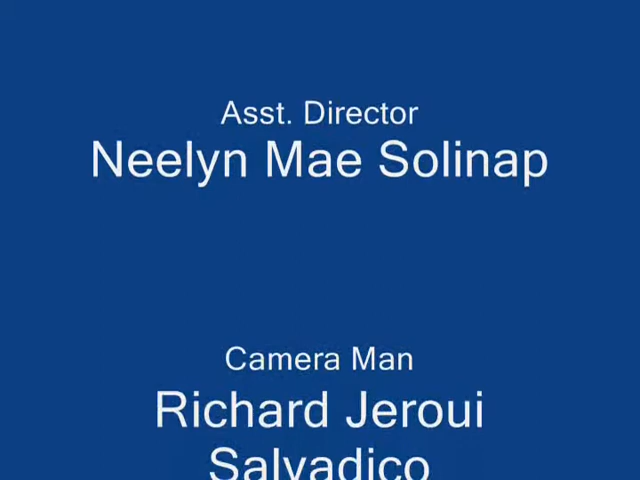 Asst. Director
Neelyn Mae Solinap
Camera Man
Richard Jeroui
Salvadico